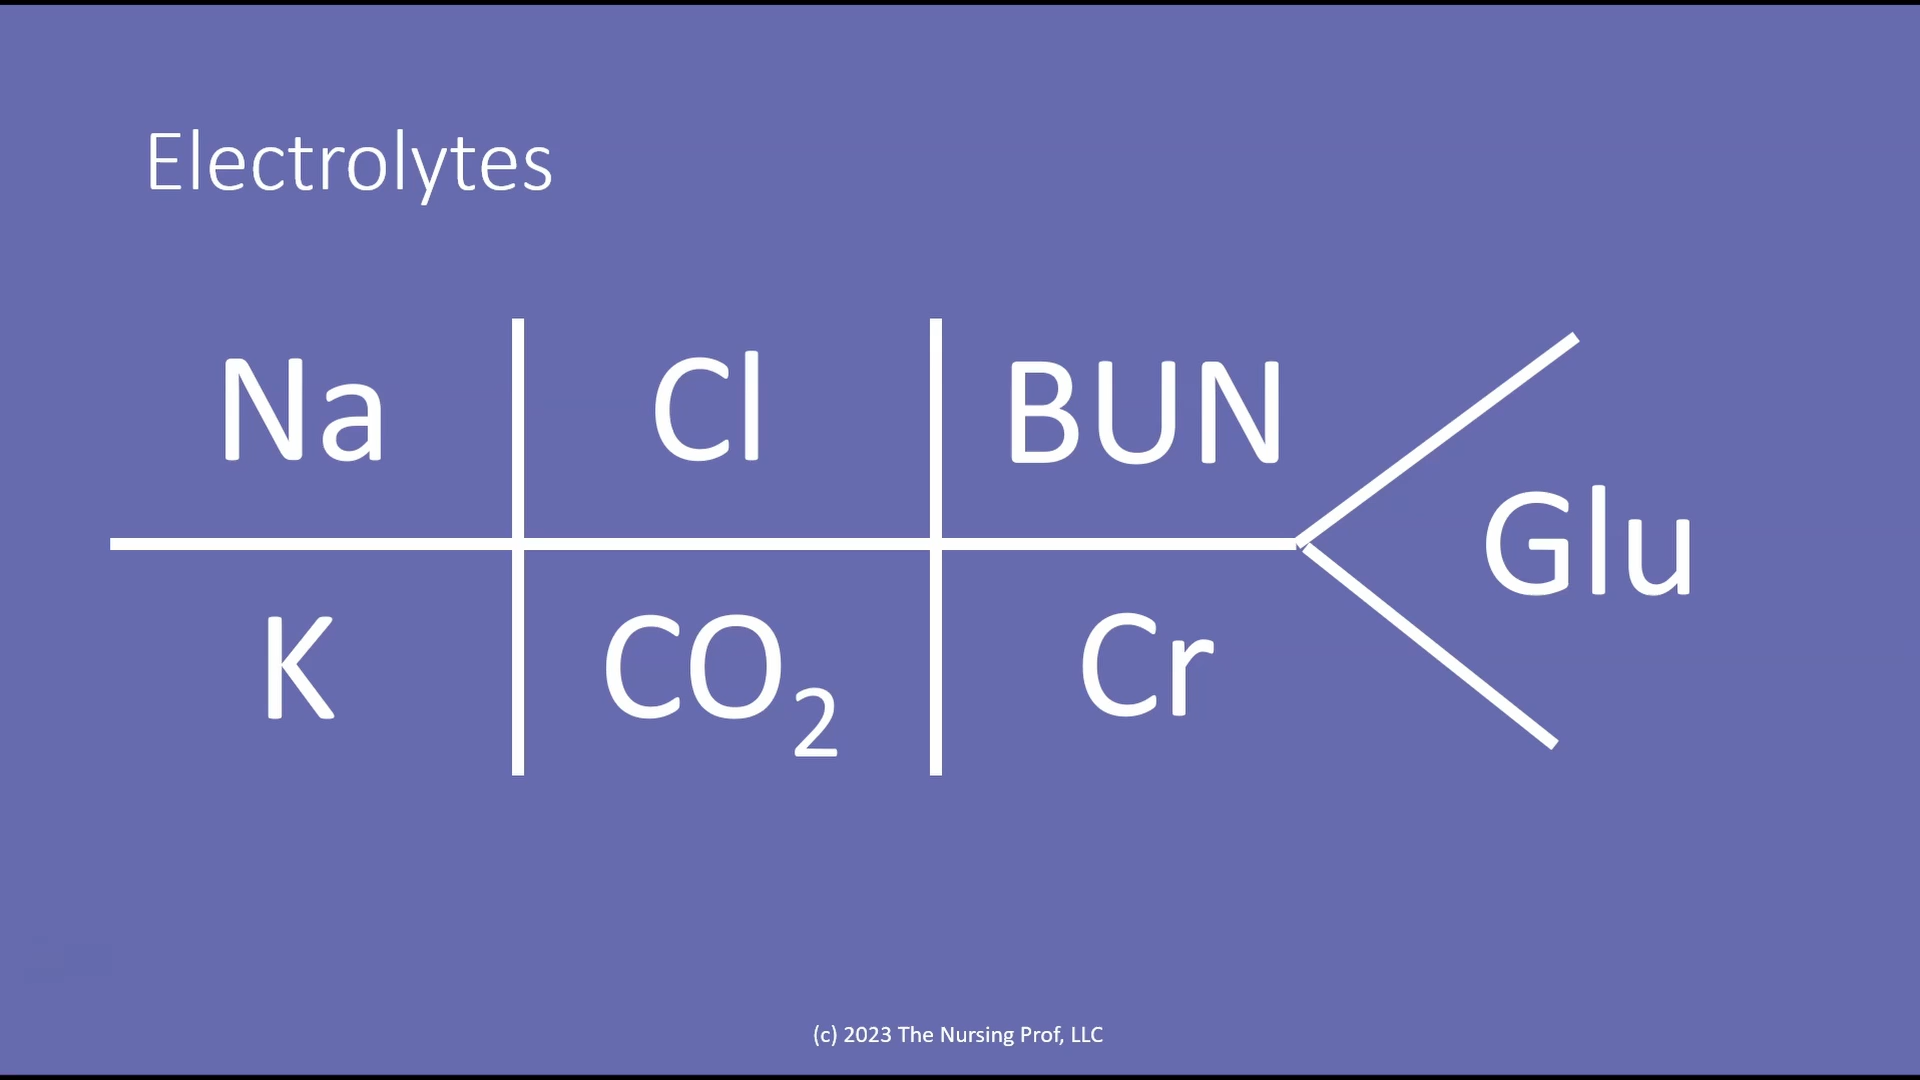 Electrolytes
Na Cl BUN
Glu
K CO₂ Cr
(c) 2023 The Nursing Prof, LLC